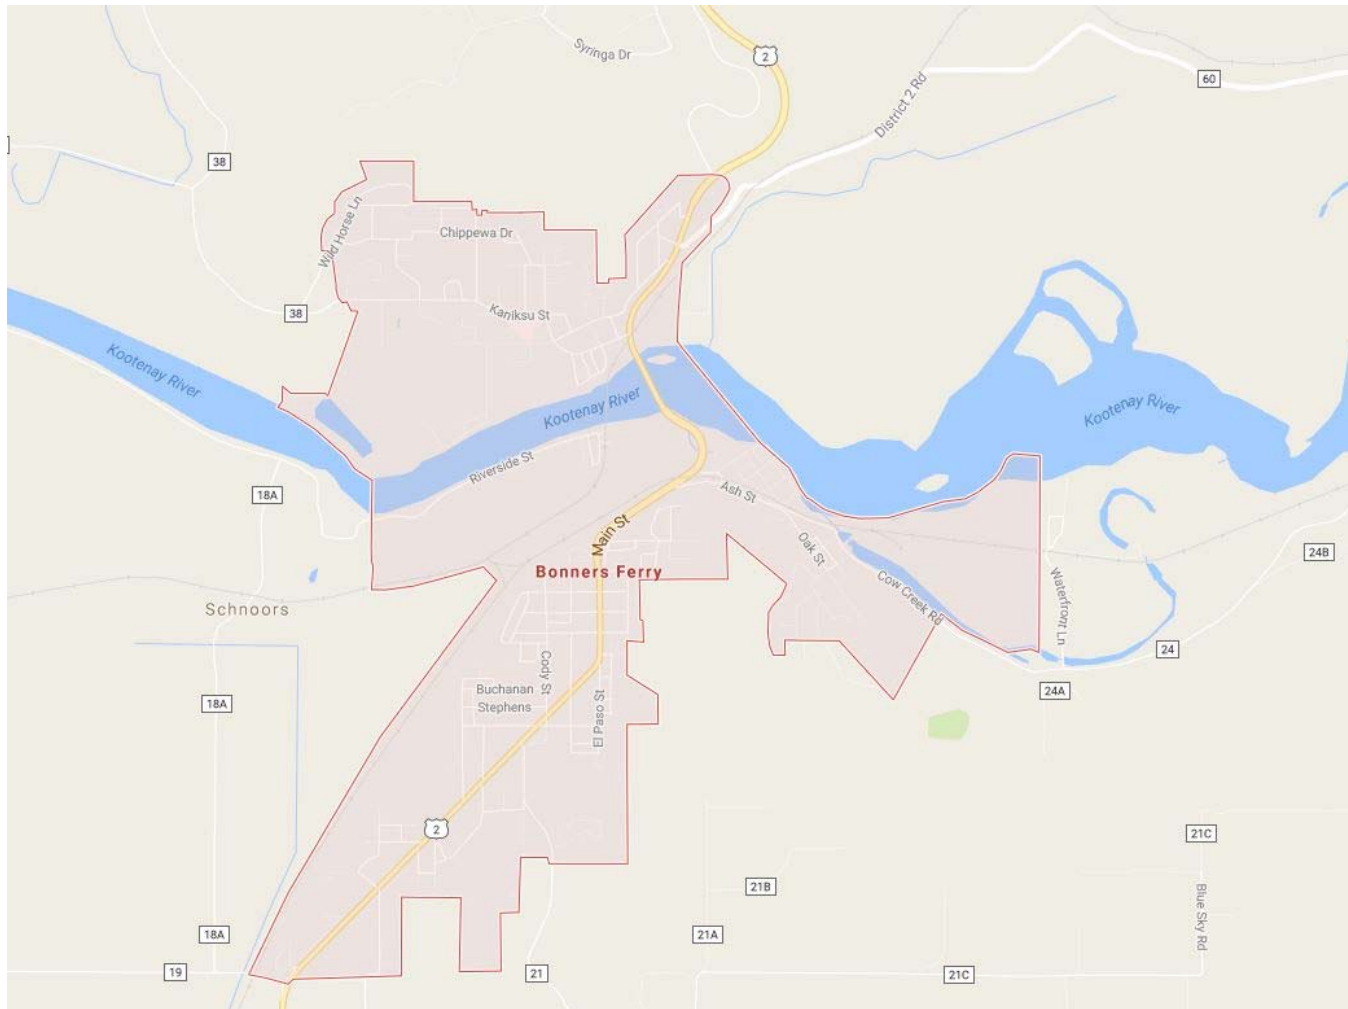 Syringa Dr
2
60
District 2 Rd
38
Wild Horse Ln
Chippewa Dr
38
Kaniksu St
Kootenay River
Kootenay River
Kootenay River
Riverside St
18A
Ash St
Main St
Oak St
24B
Bonners Ferry
Cow Creek Rd
Waterfront Ln
Schnoors
24
Cody St
24A
Buchanan
Stephens
18A
El Paso St
2
21C
21B
Blue Sky Rd
18A
21A
19
21
21C